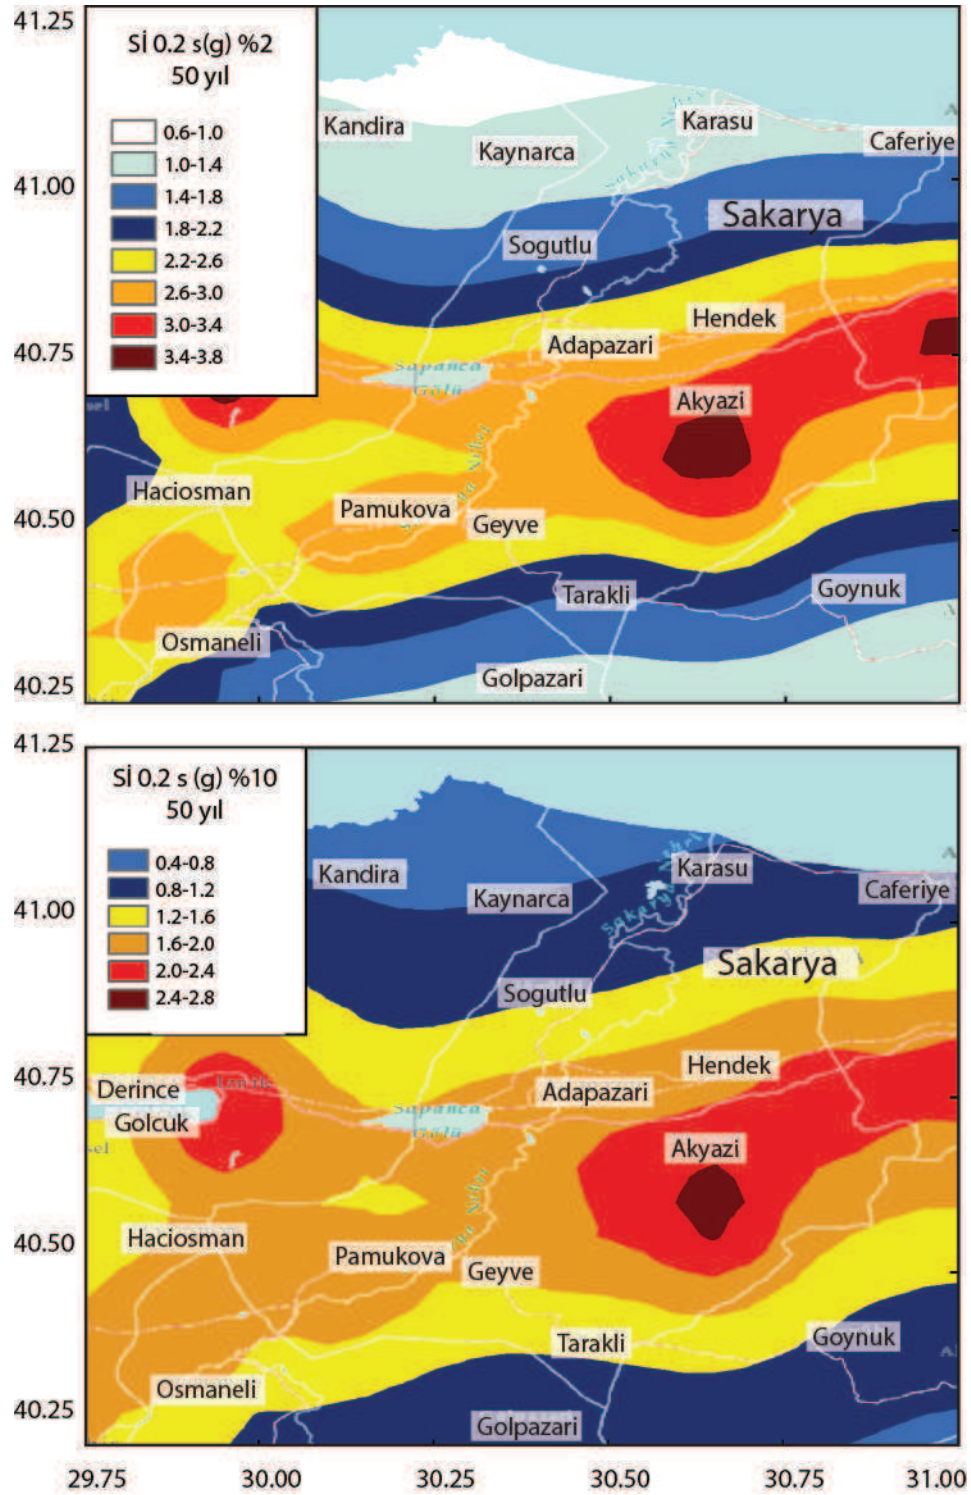 41.25
Sİ 0.2 s(g) %2
50 yıl
0.6-1.0
1.0-1.4
1.4-1.8
1.8-2.2
2.2-2.6
2.6-3.0
3.0-3.4
3.4-3.8
Kandira
Karasu
Kaynarca
Caferiye
41.00
Sakarya
Sogutlu
Hendek
40.75
Adapazari
Sapanca
Gölü
Akyazi
Haciosman
Pamukova
40.50
Geyve
Tarakli
Goynuk
Osmaneli
40.25
Golpazari
41.25
Sİ 0.2 s (g) %10
50 yıl
0.4-0.8
0.8-1.2
1.2-1.6
1.6-2.0
2.0-2.4
2.4-2.8
Kandira
Karasu
Kaynarca
Caferiye
41.00
Sakarya
Sogutlu
40.75
Hendek
Derince
Adapazari
Golcuk
Sapanca
Gölü
Akyazi
Haciosman
40.50
Pamukova
Geyve
Tarakli
Goynuk
Osmaneli
40.25
Golpazari
29.75 30.00 30.25 30.50 30.75 31.00